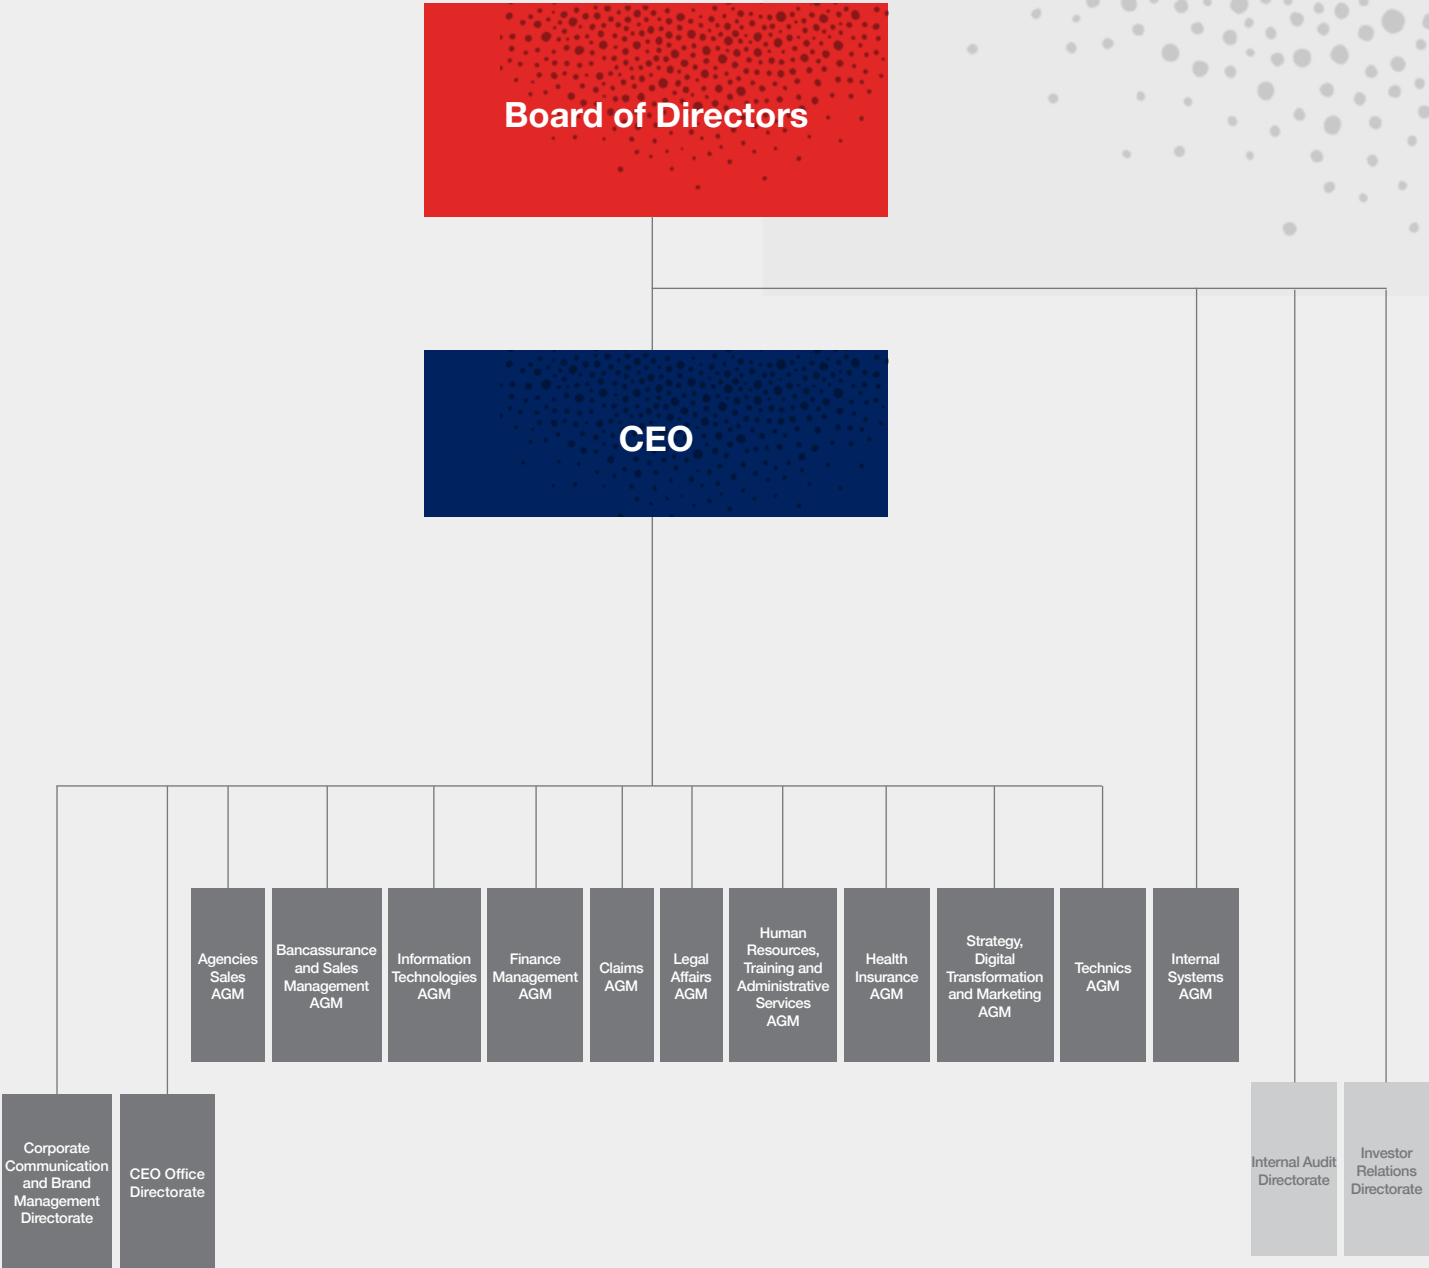 Board of Directors
CEO
Agencies
Sales
AGM
Bancassurance
and Sales
Management
AGM
Information
Technologies
AGM
Finance
Management
AGM
Claims
AGM
Legal
Affairs
AGM
Human
Resources,
Training and
Administrative
Services
AGM
Health
Insurance
AGM
Strategy,
Digital
Transformation
and Marketing
AGM
Technics
AGM
Internal
Systems
AGM
Corporate
Communication
and Brand
Management
Directorate
CEO Office
Directorate
Internal Audit
Directorate
Investor
Relations
Directorate